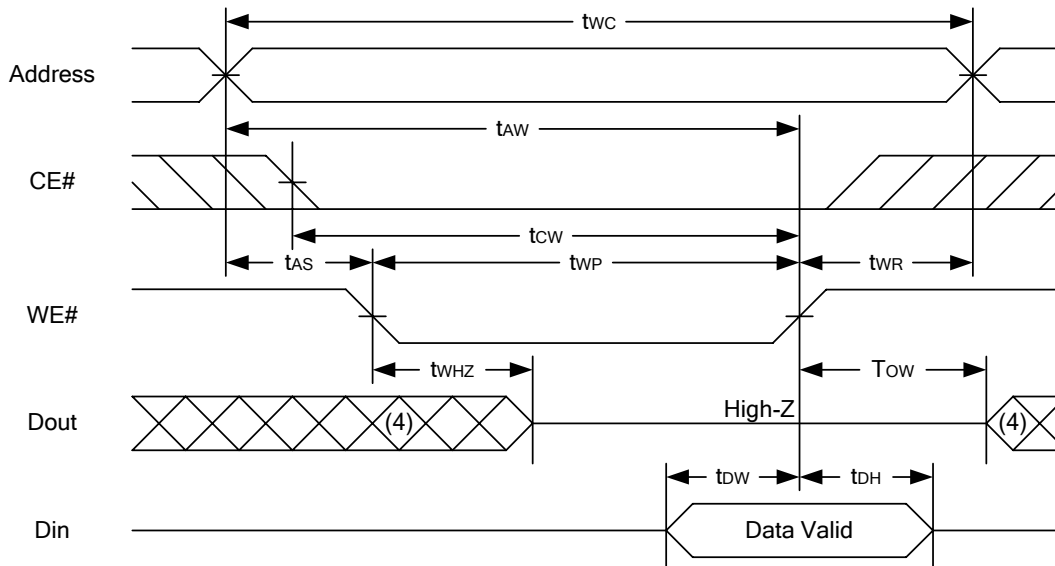 tWC
Address
tAW
CE#
tCW
tAS tWP tWR
WE#
tWHZ TOW
Dout (4) High-Z (4)
tDW tDH
Din Data Valid